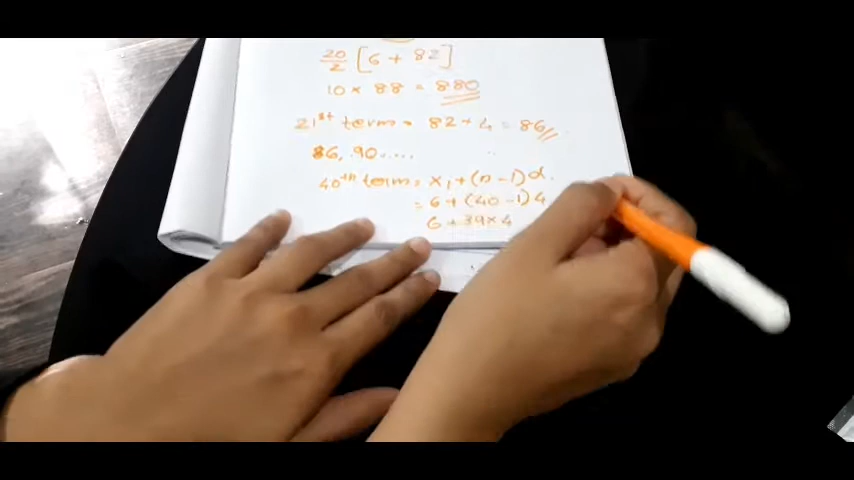 20/2 [6 + 82]
10 × 88 = 880
21st term = 82 + 4 = 86//
86, 90.....
40th term = x₁ + (n - 1)d.
= 6 + (40 - 1)4
6 + 39 × 4